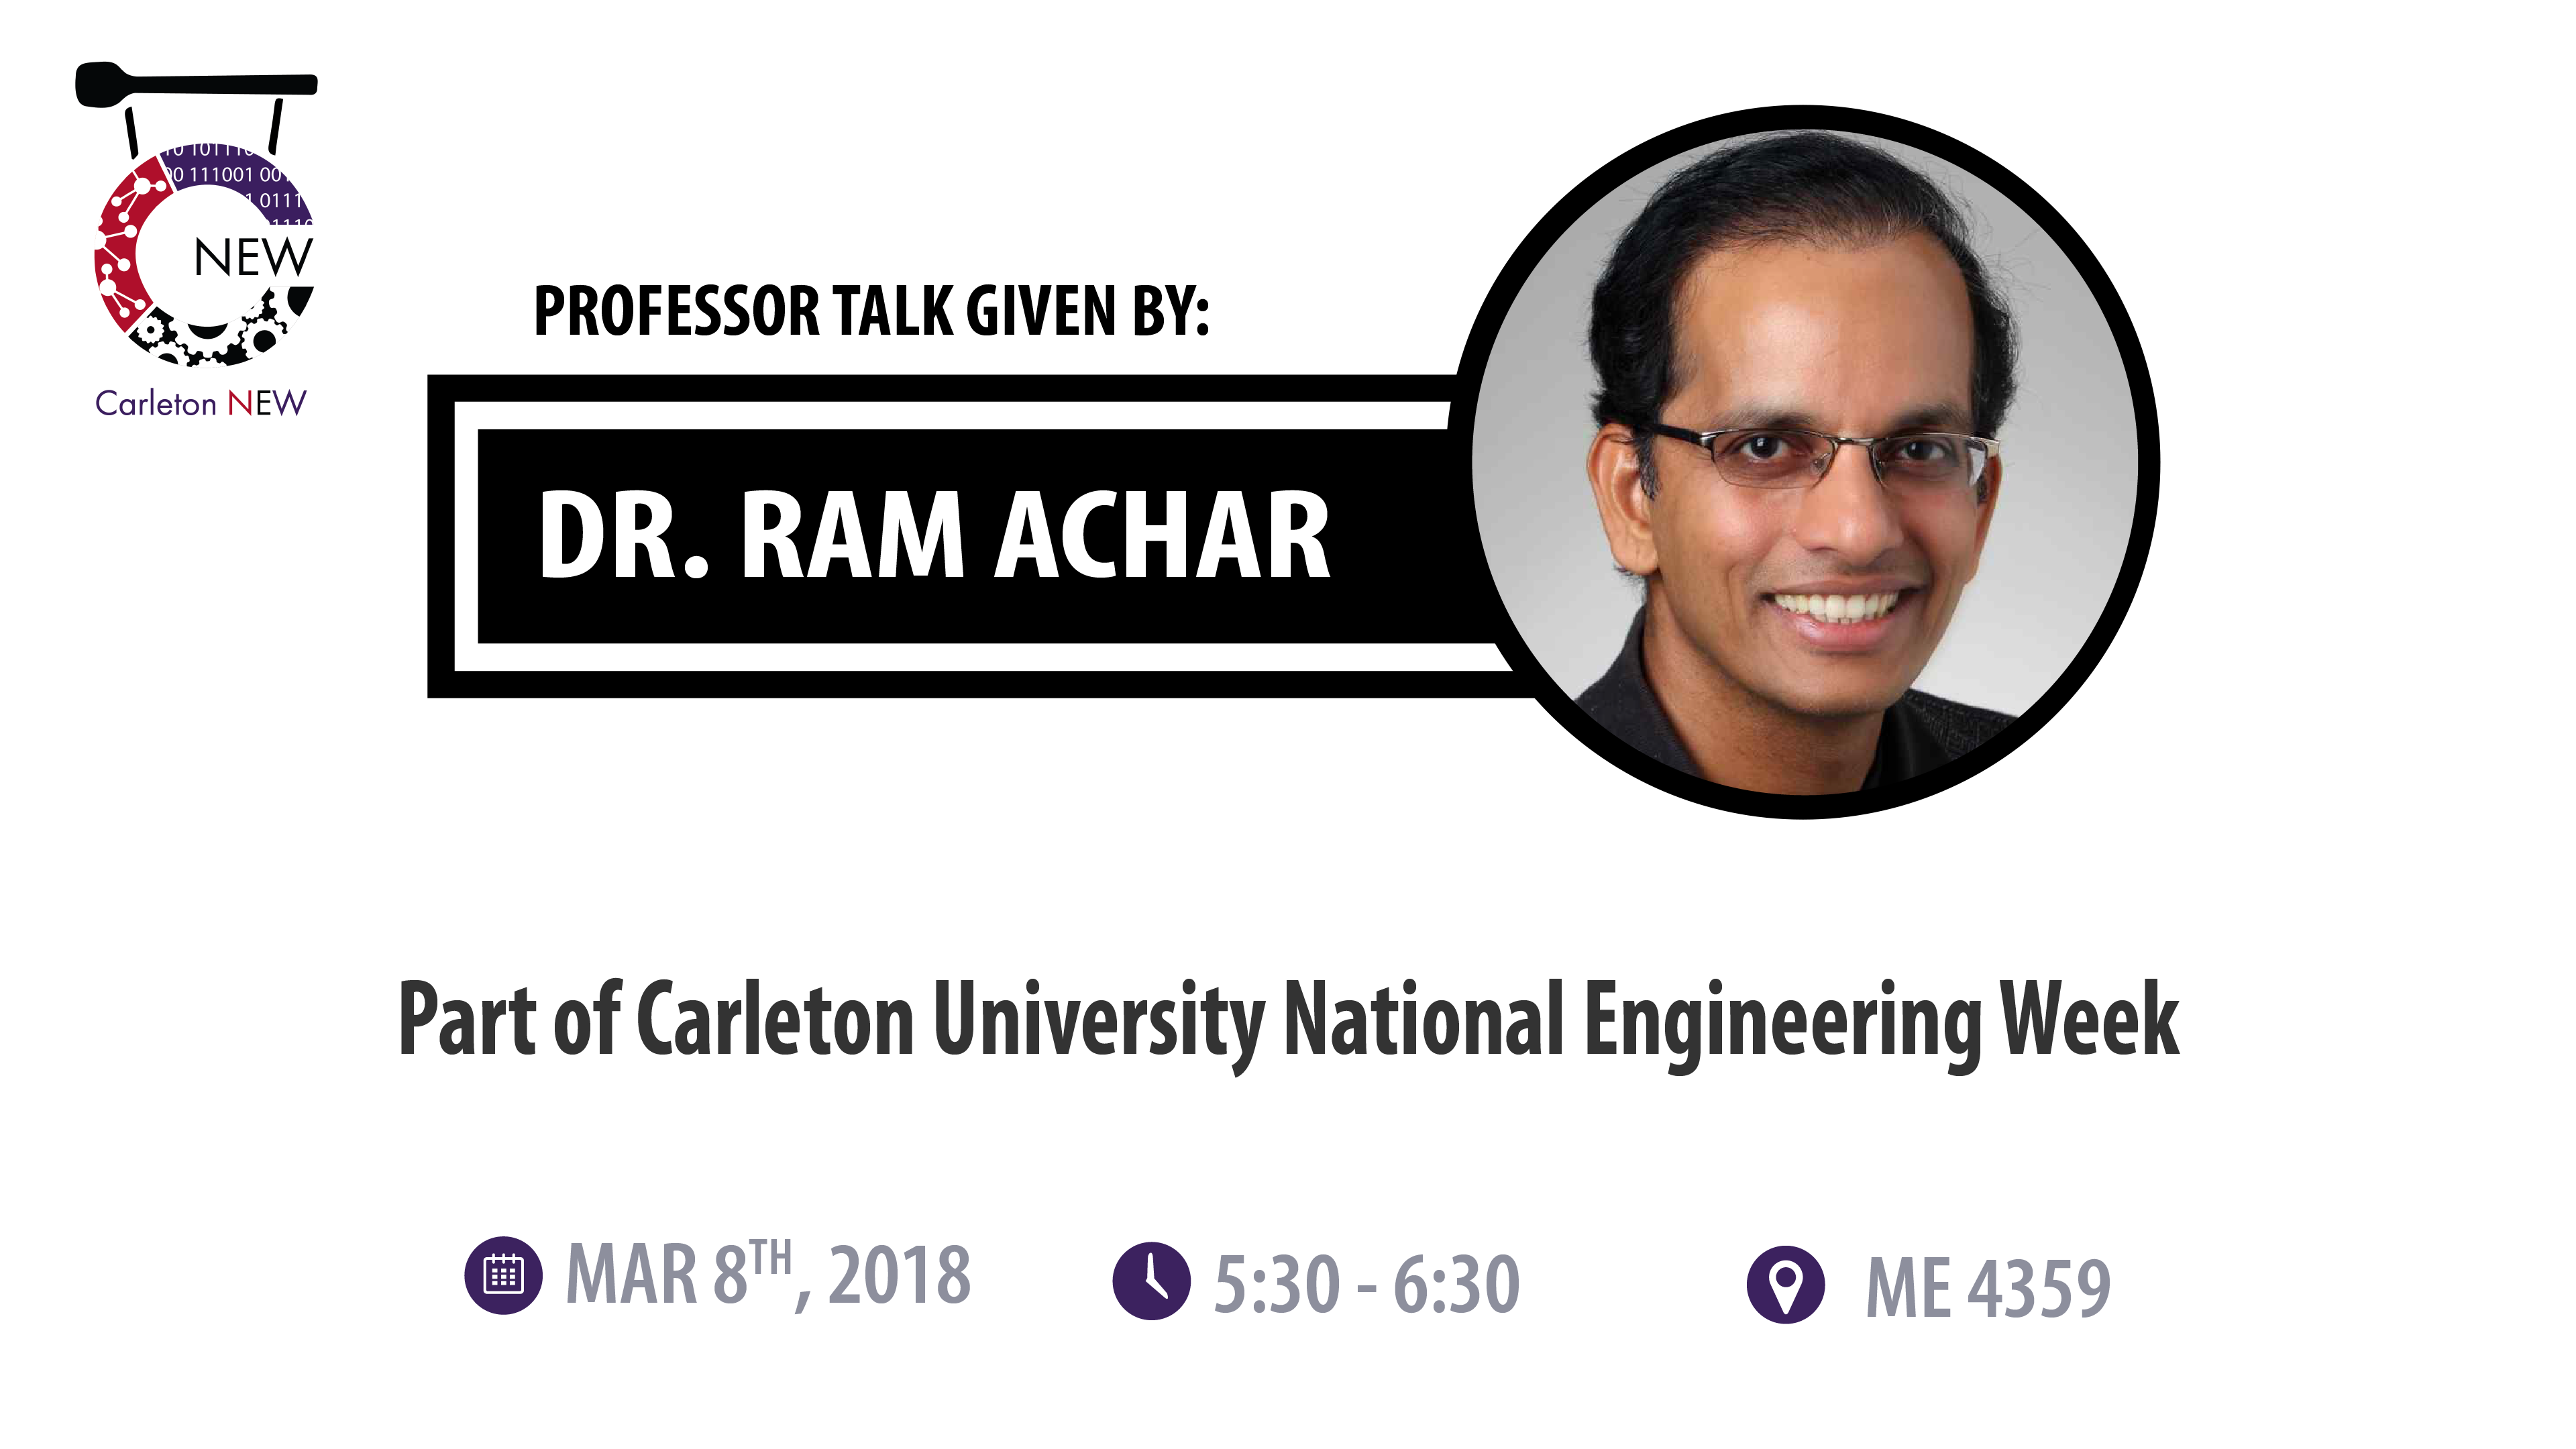 111001
NEW
Carleton NEW
PROFESSOR TALK GIVEN BY:
DR. RAM ACHAR
Part of Carleton University National Engineering Week
MAR 8TH, 2018
5:30 - 6:30
ME 4359